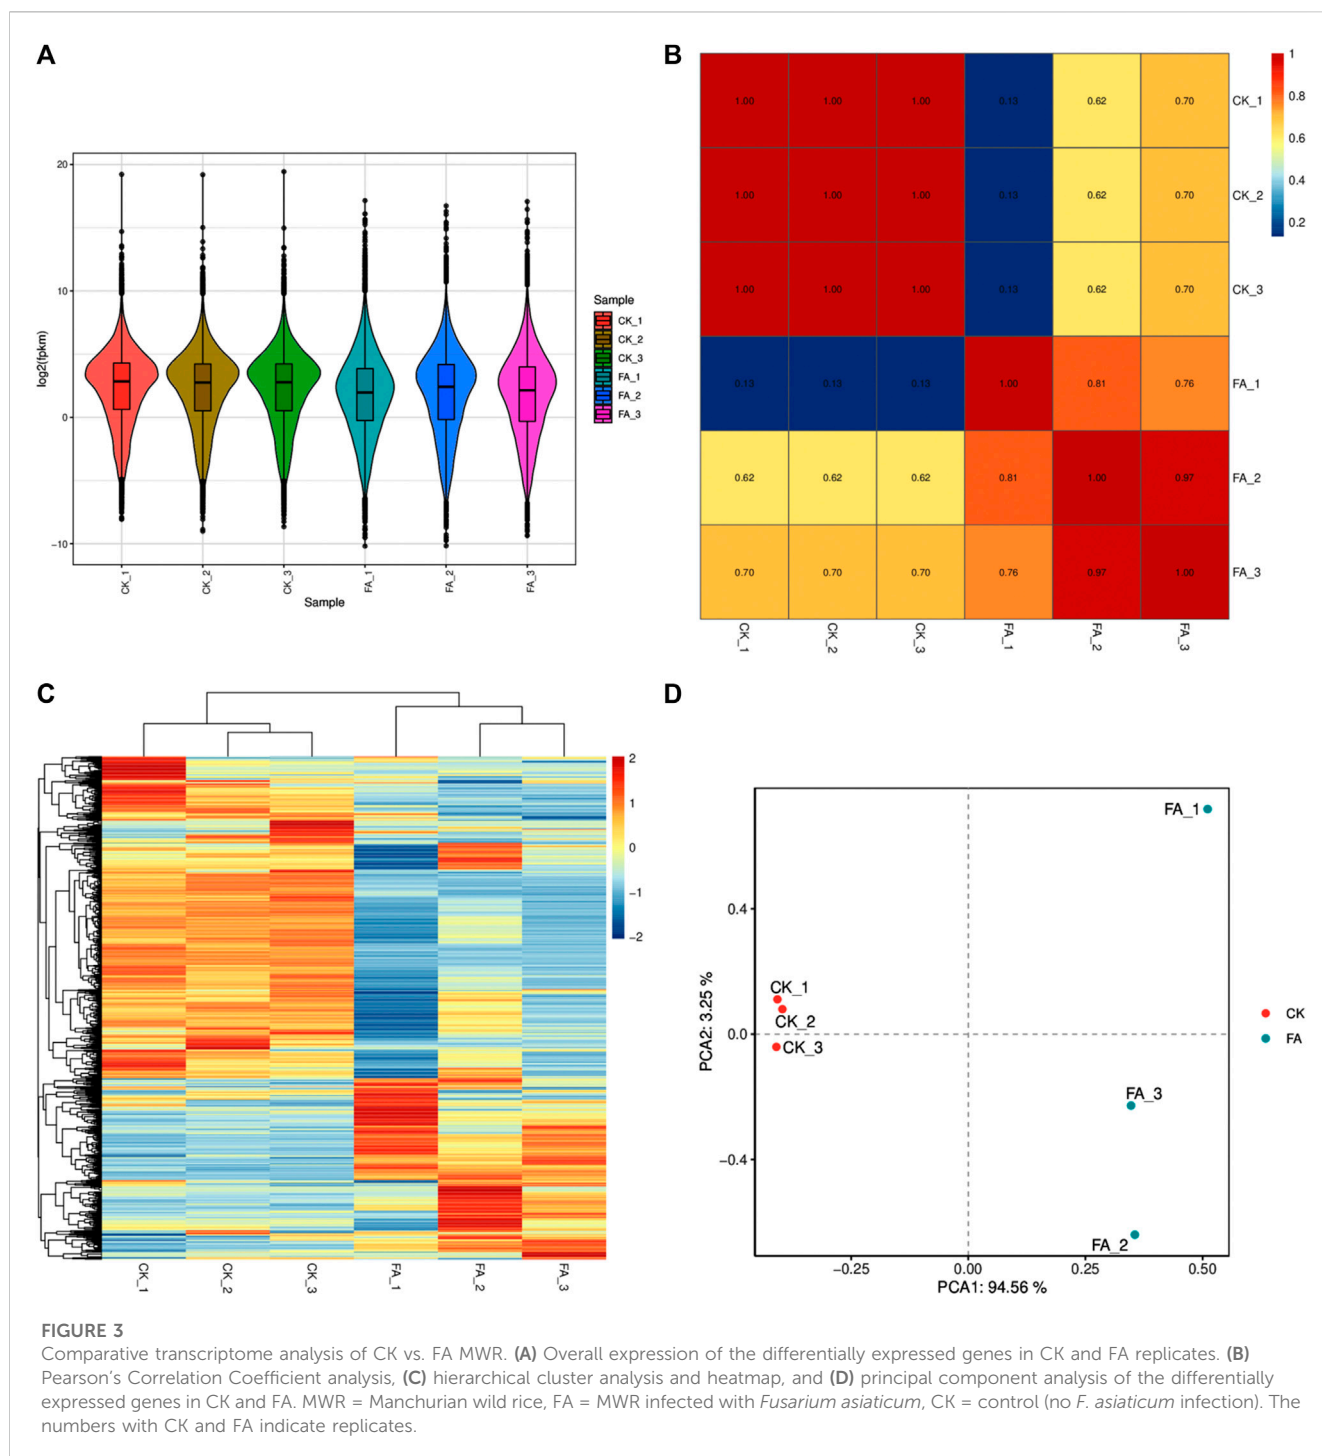 A
20
10
0
−10
log2(fpkm)
CK_1
CK_2
CK_3
FA_1
FA_2
FA_3
Sample
Sample
CK_1
CK_2
CK_3
FA_1
FA_2
FA_3
B
1.00 1.00 1.00 0.13 0.62 0.70 CK_1
1.00 1.00 1.00 0.13 0.62 0.70 CK_2
1.00 1.00 1.00 0.13 0.62 0.70 CK_3
0.13 0.13 0.13 1.00 0.81 0.76 FA_1
0.62 0.62 0.62 0.81 1.00 0.97 FA_2
0.70 0.70 0.70 0.76 0.97 1.00 FA_3
CK_1
CK_2
CK_3
FA_1
FA_2
FA_3
1
0.8
0.6
0.4
0.2
C
2
1
0
−1
−2
CK_1
CK_2
CK_3
FA_1
FA_2
FA_3
D
FA_1
0.4
CK_1
CK_2
0.0
CK_3
FA_3
−0.4
FA_2
PCA2: 3.25 %
−0.25 0.00 0.25 0.50
PCA1: 94.56 %
CK
FA
FIGURE 3
Comparative transcriptome analysis of CK vs. FA MWR. (A) Overall expression of the differentially expressed genes in CK and FA replicates. (B)
Pearson's Correlation Coefficient analysis, (C) hierarchical cluster analysis and heatmap, and (D) principal component analysis of the differentially
expressed genes in CK and FA. MWR = Manchurian wild rice, FA = MWR infected with Fusarium asiaticum, CK = control (no F. asiaticum infection). The
numbers with CK and FA indicate replicates.